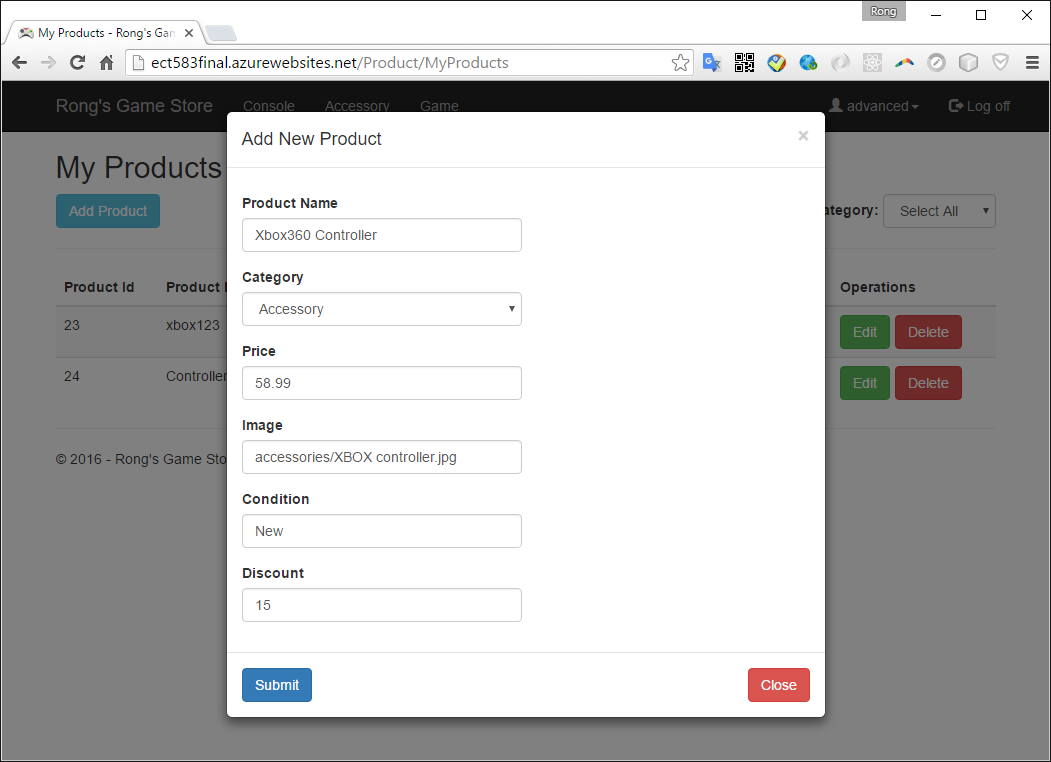 Rong
My Products - Rong's Gam
ect583final.azurewebsites.net/Product/MyProducts
Rong's Game Store Console Accessory Game advanced Log off
Add New Product ×
My Products
Add Product
ategory: Select All
Product Name
Xbox360 Controller
Category
Accessory
Price
58.99
Image
accessories/XBOX controller.jpg
Condition
New
Discount
15
Submit Close
Product Id Product Operations
23 xbox123 Edit Delete
24 Controller Edit Delete
© 2016 - Rong's Game Sto